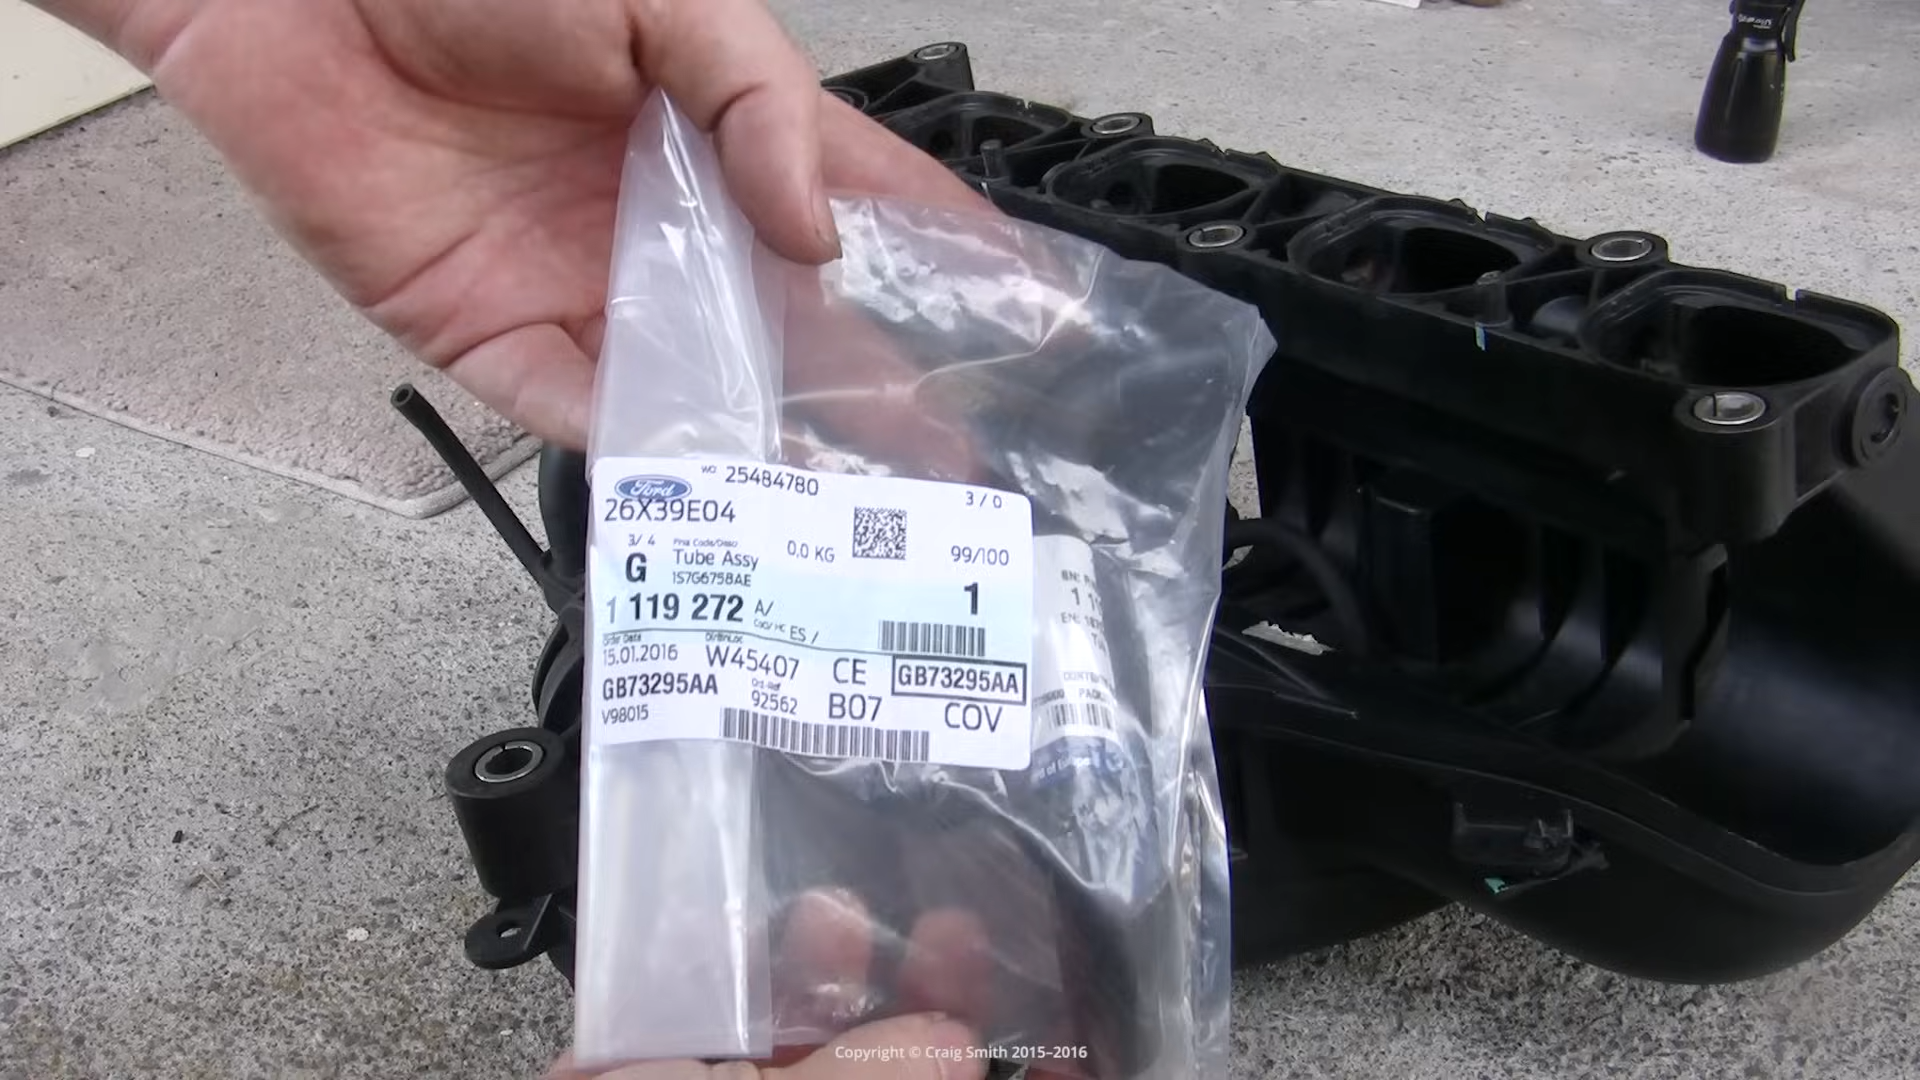 WO 25484780
3 / 0
Ford
26X39E04
3/ 4
G
Tube Assy
1S7G6758AE
0,0 KG
99/100
1 119 272 A/
1
ES /
Order Date
15.01.2016
W45407
CE
GB73295AA
GB73295AA
Ord-Ref
92562
B07
COV
V98015
Copyright © Craig Smith 2015–2016